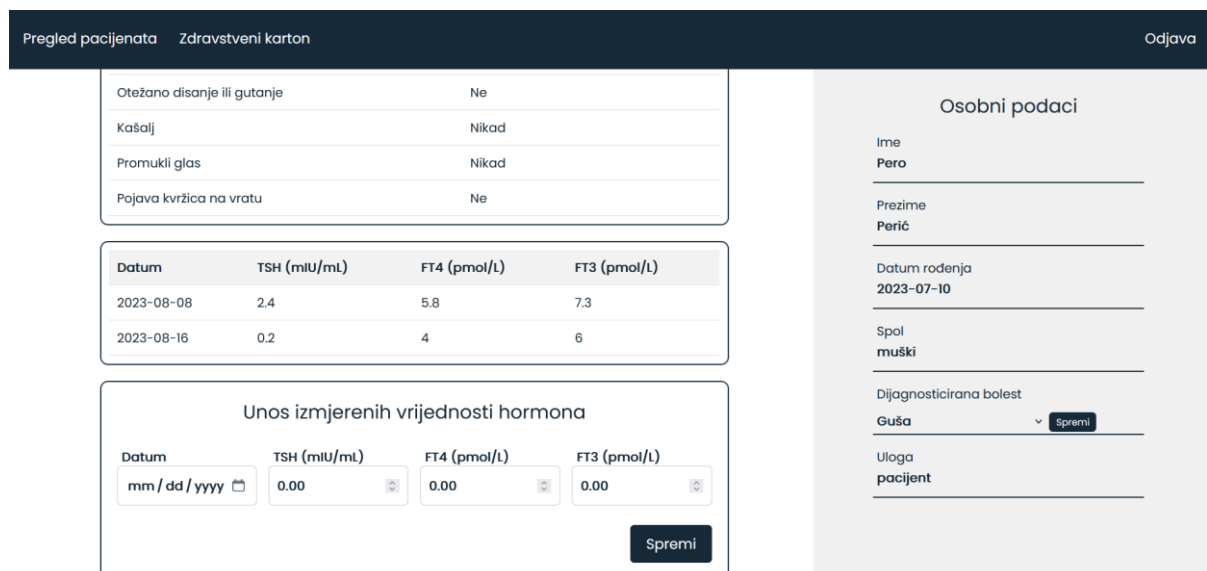 Pregled pacijenata Zdravstveni karton Odjava
Otežano disanje ili gutanje Ne
Kašalj Nikad
Promukli glas Nikad
Pojava kvržica na vratu Ne
Datum TSH (mIU/mL) FT4 (pmol/L) FT3 (pmol/L)
2023-08-08 2.4 5.8 7.3
2023-08-16 0.2 4 6
Unos izmjerenih vrijednosti hormona
Datum TSH (mIU/mL) FT4 (pmol/L) FT3 (pmol/L)
mm / dd / yyyy 0.00 0.00 0.00
Spremi
Osobni podaci
Ime
Pero
Prezime
Perić
Datum rođenja
2023-07-10
Spol
muški
Dijagnosticirana bolest
Guša Spremi
Uloga
pacijent